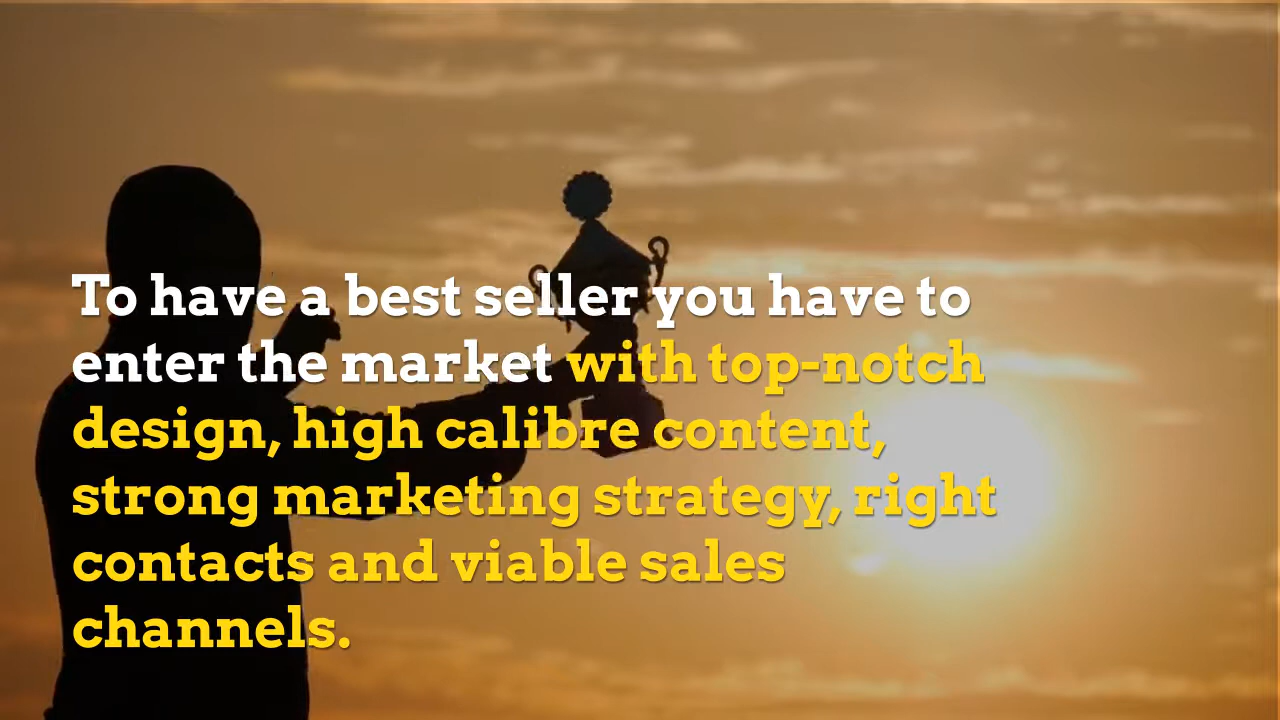 To have a best seller you have to
enter the market with top-notch
design, high calibre content,
strong marketing strategy, right
contacts and viable sales
channels.